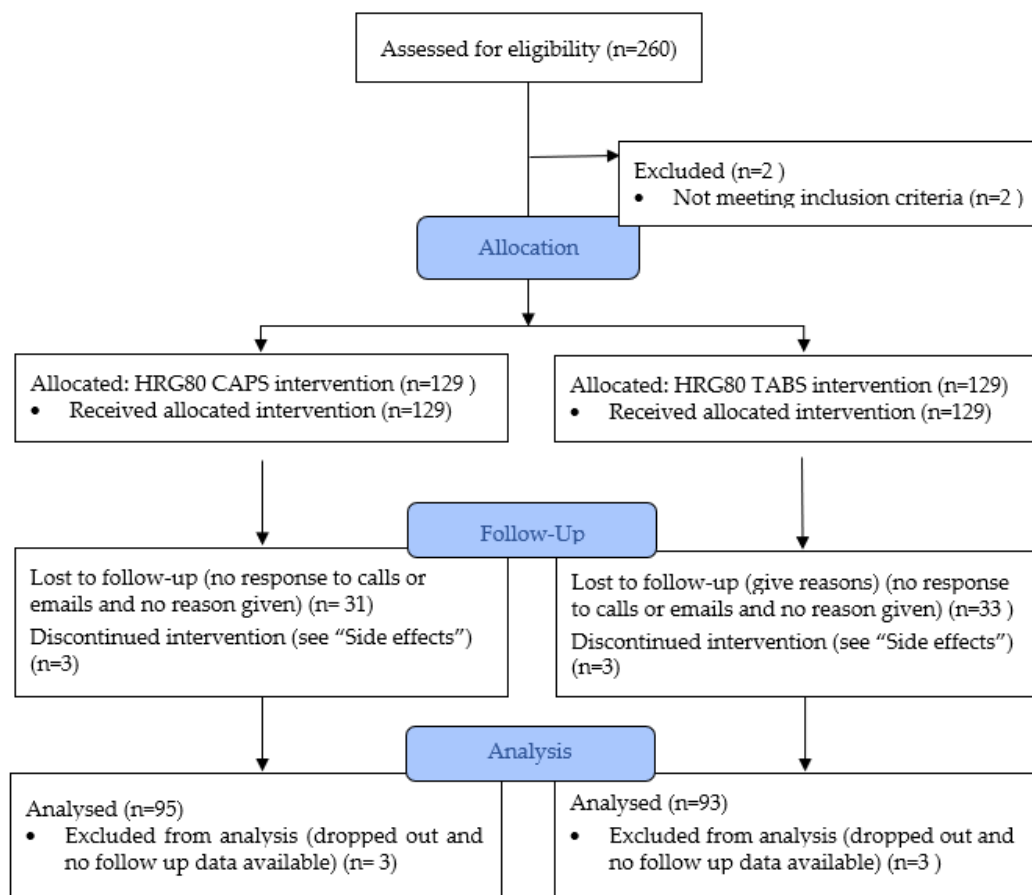 Assessed for eligibility (n=260)
Excluded (n=2 )
• Not meeting inclusion criteria (n=2 )
Allocation
Allocated: HRG80 CAPS intervention (n=129 )
• Received allocated intervention (n=129)
Allocated: HRG80 TABS intervention (n=129)
• Received allocated intervention (n=129)
Follow-Up
Lost to follow-up (no response to calls or
emails and no reason given) (n= 31)
Discontinued intervention (see “Side effects”)
(n=3)
Lost to follow-up (give reasons) (no response
to calls or emails and no reason given) (n=33 )
Discontinued intervention (see “Side effects”)
(n=3)
Analysis
Analysed (n=95)
• Excluded from analysis (dropped out and
no follow up data available) (n= 3)
Analysed (n=93)
• Excluded from analysis (dropped out and
no follow up data available) (n=3 )